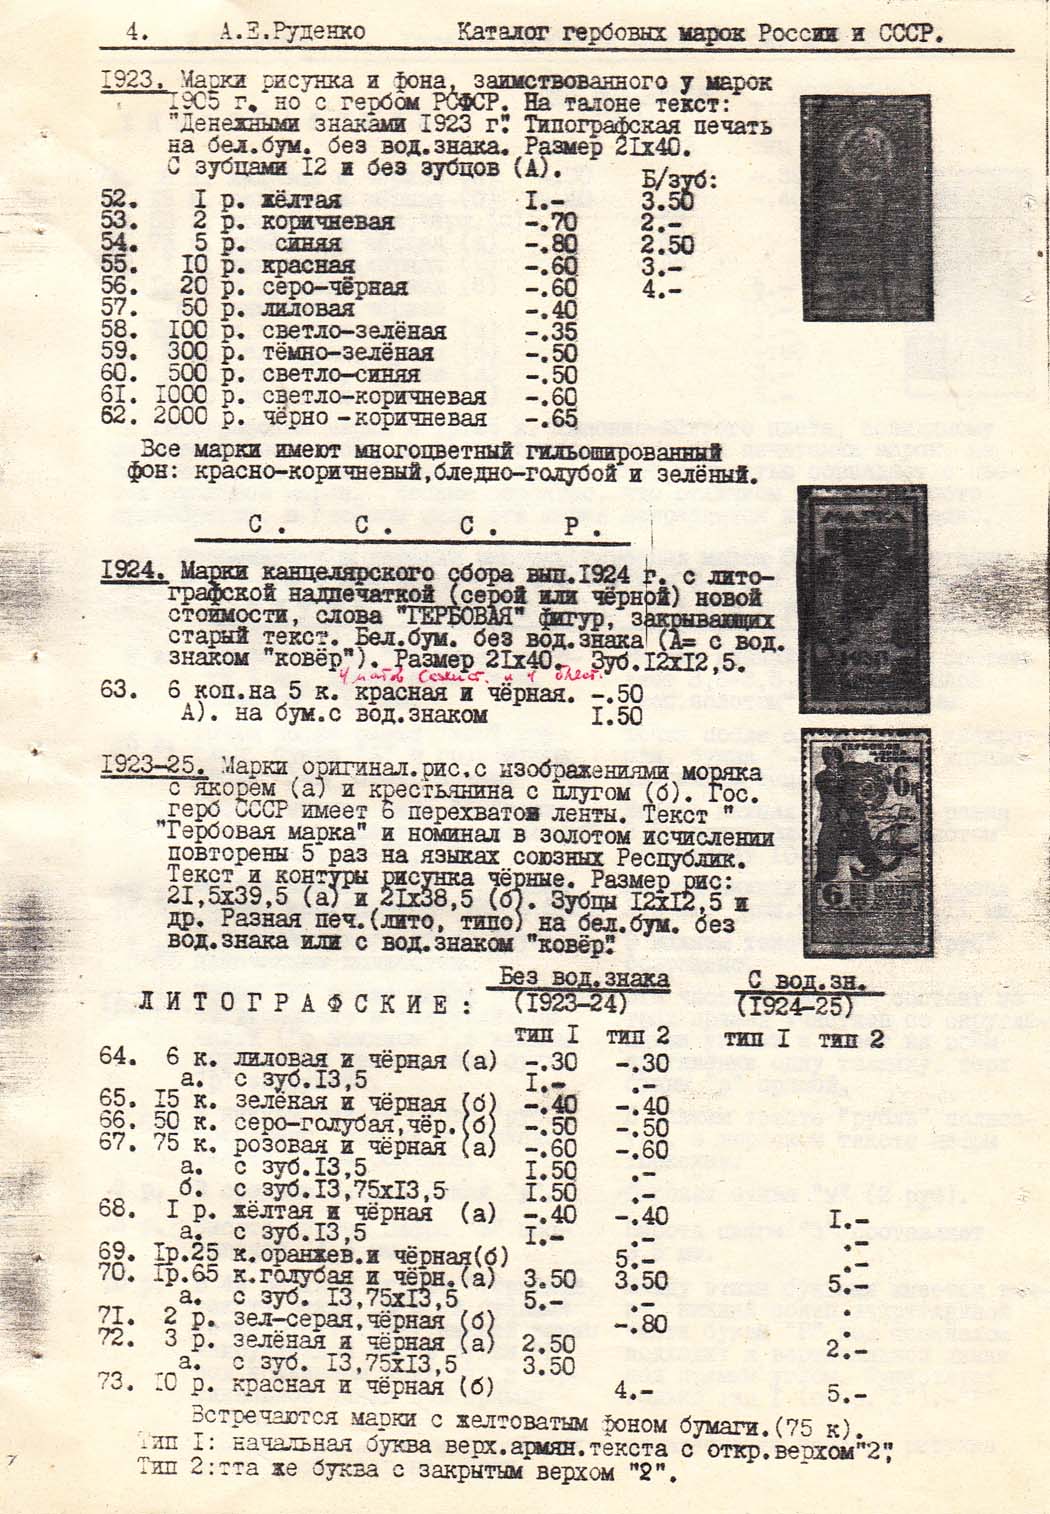 4. А.Е.Руденко Каталог гербовых марок России и СССР.
1923. Марки рисунка и фона, заимствованного у марок
1905 г. но с гербом РСФСР. На талоне текст:
"Денежными знаками 1923 г". Типографская печать
на бел.бум. без вод.знака. Размер 21х40.
С зубцами 12 и без зубцов (А).
Б/зуб:
52. 1 р. жёлтая 1.- 3.50
53. 2 р. коричневая -.70 2.-
54. 5 р. синяя -.80 2.50
55. 10 р. красная -.60 3.-
56. 20 р. серо-чёрная -.60 4.-
57. 50 р. лиловая -.40
58. 100 р. светло-зелёная -.35
59. 300 р. тёмно-зелёная -.50
60. 500 р. светло-синяя -.50
61. 1000 р. светло-коричневая -.60
62. 2000 р. чёрно-коричневая -.65
Все марки имеют многоцветный гильошированный
фон: красно-коричневый,бледно-голубой и зелёный.
С. С. С. Р.
1924. Марки канцелярского сбора вып.1924 г. с лито-
графской надпечаткой (серой или чёрной) новой
стоимости, слова "ГЕРБОВАЯ" фигур, закрывающих
старый текст. Бел.бум. без вод.знака (А= с вод.
знаком "ковёр"). Размер 21х40. Зуб.12х12,5.
63. 6 коп.на 5 к. красная и чёрная. -.50
А). на бум.с вод.знаком 1.50
МАРКА
КОП
1923-25. Марки оригинал.рис.с изображениями моряка
с якорем (а) и крестьянина с плугом (б). Гос.
герб СССР имеет 6 перехватов ленты. Текст "
"Гербовая марка" и номинал в золотом исчислении
повторены 5 раз на языках союзных Республик.
Текст и контуры рисунка чёрные. Размер рис:
21,5х39,5 (а) и 21х38,5 (б). Зубцы 12х12,5 и
др. Разная печ.(лито, типо) на бел.бум. без
вод.знака или с вод.знаком "ковёр".
6к
6
Без вод.знака С вод.зн.
ЛИТОГРАФСКИЕ: (1923-24) (1924-25)
тип 1 тип 2 тип 1 тип 2
64. 6 к. лиловая и чёрная (а) -.30 -.30
а. с зуб.13,5 1.- .-
65. 15 к. зелёная и чёрная (б) -.40 -.40
66. 50 к. серо-голубая,чёр.(б) -.50 -.50
67. 75 к. розовая и чёрная (а) -.60 -.60
а. с зуб.13,5 1.50 .-
б. с зуб.13,75х13,5 1.50 .-
68. 1 р. жёлтая и чёрная (а) -.40 -.40 1.-
а. с зуб.13,5 1.- .- .-
69. 1р.25 к.оранжев.и чёрная(б) 5.- .-
70. 1р.65 к.голубая и чёрн.(а) 3.50 3.50 5.-
а. с зуб. 13,75х13,5 5.- .- .
71. 2 р. зел-серая,чёрная (б) -.80 .
72. 3 р. зелёная и чёрная (а) 2.50 2.-
а. с зуб. 13,75х13,5 3.50
73. 10 р. красная и чёрная (б) 4.- 5.-
Встречаются марки с желтоватым фоном бумаги.(75 к).
Тип 1: начальная буква верх.армян.текста с откр.верхом"2",
Тип 2:тта же буква с закрытым верхом "2".